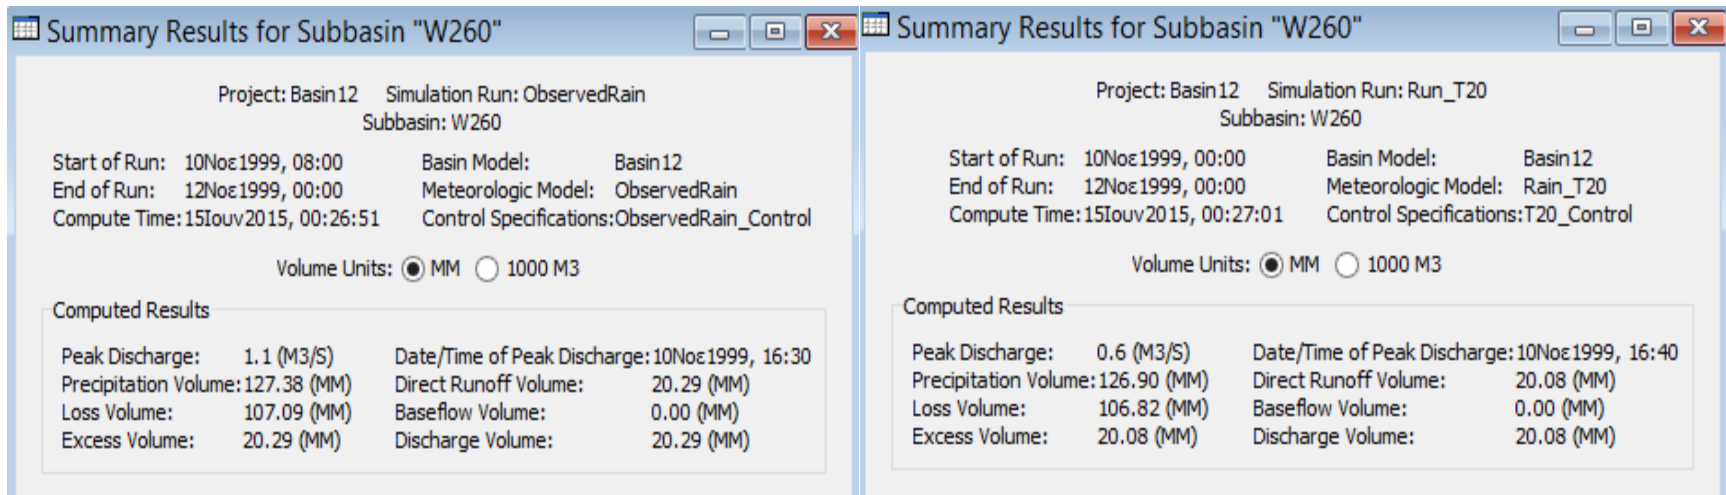 Summary Results for Subbasin "W260"
Project: Basin12 Simulation Run: ObservedRain
Subbasin: W260
Start of Run: 10Νοε1999, 08:00 Basin Model: Basin12
End of Run: 12Νοε1999, 00:00 Meteorologic Model: ObservedRain
Compute Time:15Ιουν2015, 00:26:51 Control Specifications:ObservedRain_Control
Volume Units: MM 1000 M3
Computed Results
Peak Discharge: 1.1 (M3/S) Date/Time of Peak Discharge:10Νοε1999, 16:30
Precipitation Volume:127.38 (MM) Direct Runoff Volume: 20.29 (MM)
Loss Volume: 107.09 (MM) Baseflow Volume: 0.00 (MM)
Excess Volume: 20.29 (MM) Discharge Volume: 20.29 (MM)
Summary Results for Subbasin "W260"
Project: Basin12 Simulation Run: Run_T20
Subbasin: W260
Start of Run: 10Νοε1999, 00:00 Basin Model: Basin12
End of Run: 12Νοε1999, 00:00 Meteorologic Model: Rain_T20
Compute Time:15Ιουν2015, 00:27:01 Control Specifications:T20_Control
Volume Units: MM 1000 M3
Computed Results
Peak Discharge: 0.6 (M3/S) Date/Time of Peak Discharge:10Νοε1999, 16:40
Precipitation Volume:126.90 (MM) Direct Runoff Volume: 20.08 (MM)
Loss Volume: 106.82 (MM) Baseflow Volume: 0.00 (MM)
Excess Volume: 20.08 (MM) Discharge Volume: 20.08 (MM)